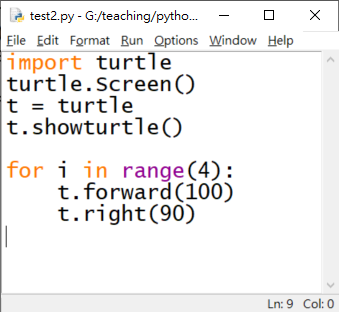 test2.py - G:/teaching/pytho...
File Edit Format Run Options Window Help
import turtle
turtle.Screen()
t = turtle
t.showturtle()

for i in range(4):
    t.forward(100)
    t.right(90)
Ln: 9 Col: 0